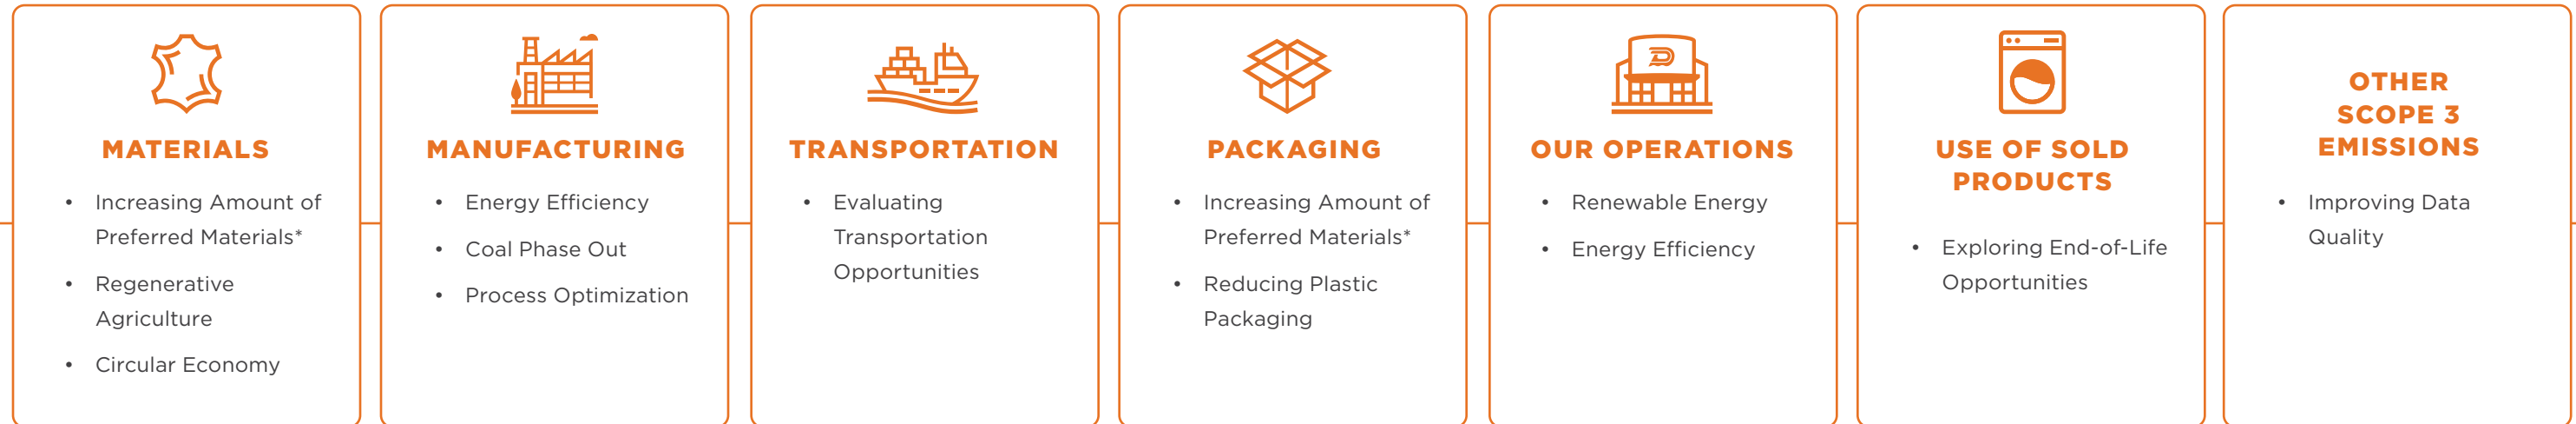 MATERIALS
• Increasing Amount of
Preferred Materials*
• Regenerative
Agriculture
• Circular Economy
MANUFACTURING
• Energy Efficiency
• Coal Phase Out
• Process Optimization
TRANSPORTATION
• Evaluating
Transportation
Opportunities
PACKAGING
• Increasing Amount of
Preferred Materials*
• Reducing Plastic
Packaging
OUR OPERATIONS
• Renewable Energy
• Energy Efficiency
USE OF SOLD
PRODUCTS
• Exploring End-of-Life
Opportunities
OTHER
SCOPE 3
EMISSIONS
• Improving Data
Quality